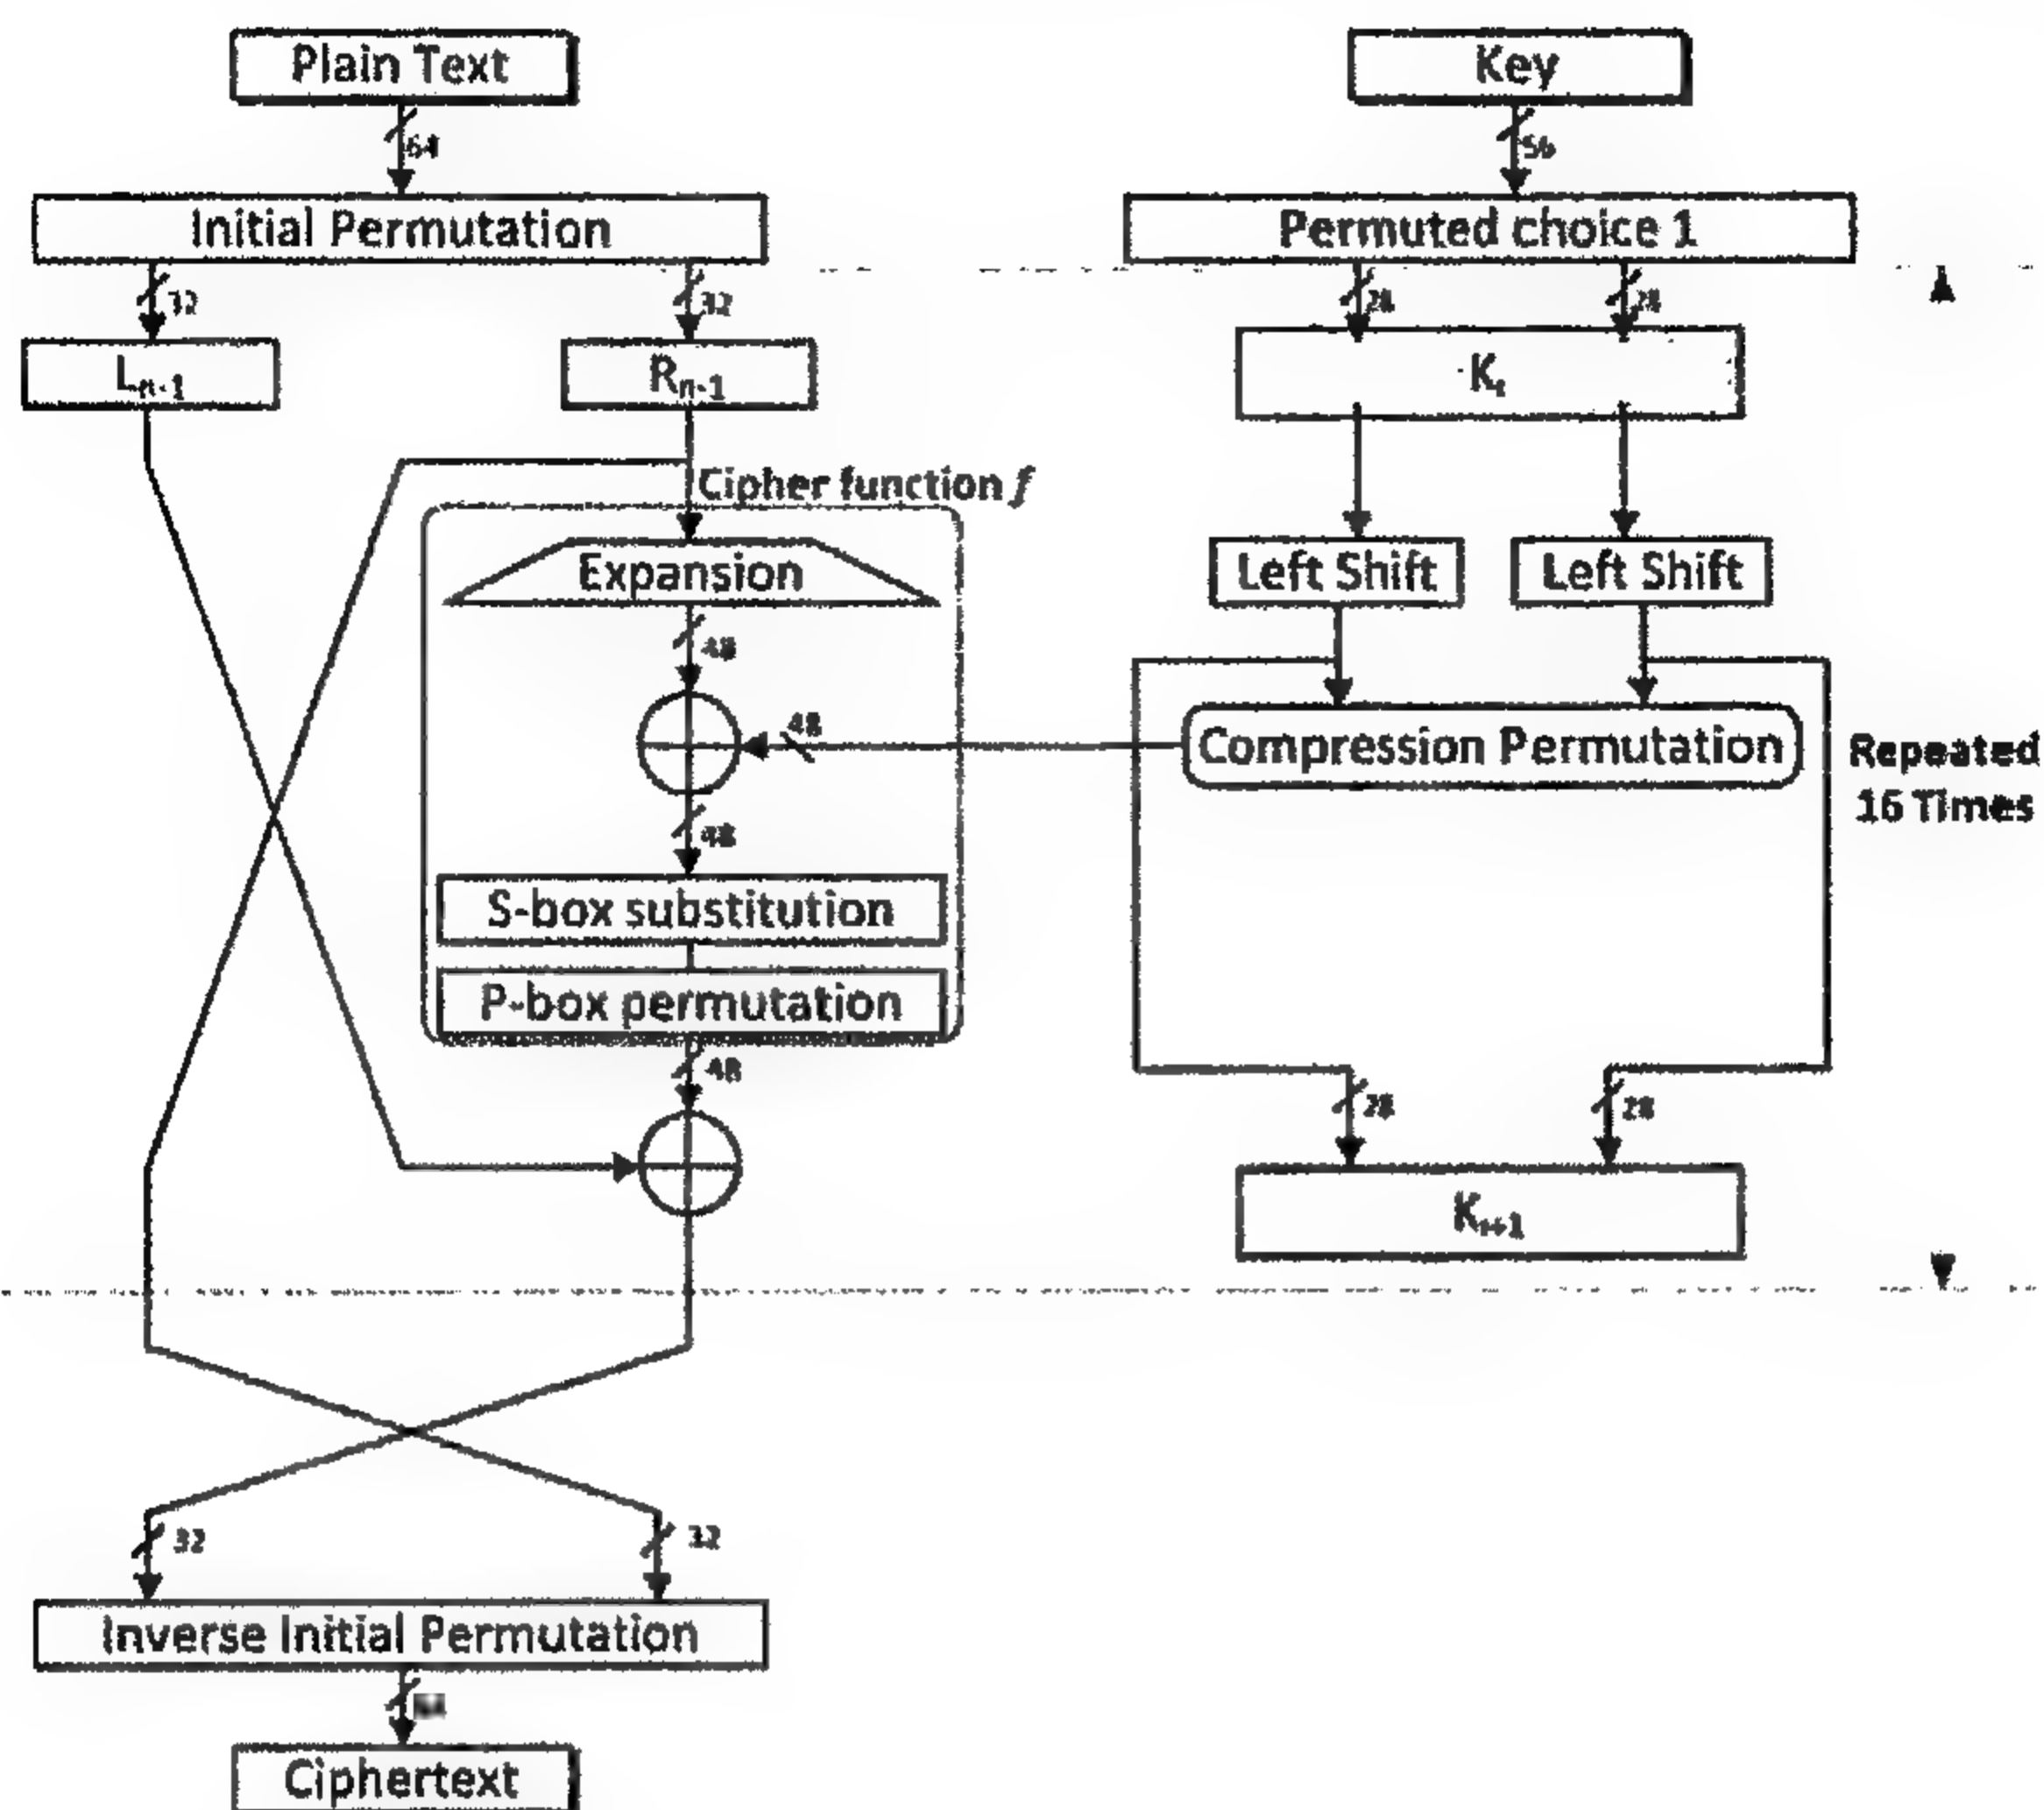 Plain Text
Key
64
56
Initial Permutation
Permuted choice 1
32
32
28
28
Ln-1
Rn-1
Cipher function f
Expansion
Left Shift
Left Shift
48
48
Compression Permutation
Repeated
16 Times
48
S-box substitution
P-box permutation
48
28
28
Ki+1
32
32
Inverse Initial Permutation
Ciphertext